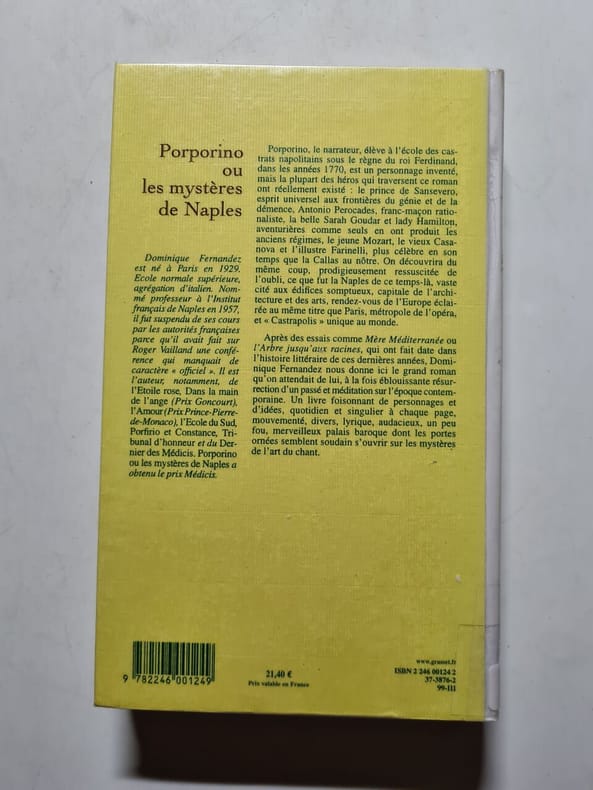 Porporino
ou
les mystères
de Naples
Dominique Fernandez
est né à Paris en 1929.
Ecole normale supérieure,
agrégation d'italien. Nom-
mé professeur à l'Institut
français de Naples en 1957,
il fut suspendu de ses cours
par les autorités françaises
parce qu'il avait fait sur
Roger Vailland une confé-
rence qui manquait de
caractère « officiel ». Il est
l'auteur, notamment, de
l'Etoile rose, Dans la main
de l'ange (Prix Goncourt),
l'Amour (Prix Prince-Pierre-
de-Monaco), l'Ecole du Sud,
Porfirio et Constance, Tri-
bunal d'honneur et du Der-
nier des Médicis. Porporino
ou les mystères de Naples a
obtenu le prix Médicis.
Porporino, le narrateur, élève à l'école des cas-
trats napolitains sous le règne du roi Ferdinand,
dans les années 1770, est un personnage inventé,
mais la plupart des héros qui traversent ce roman
ont réellement existé : le prince de Sansevero,
esprit universel aux frontières du génie et de la
démence, Antonio Perocades, franc-maçon ratio-
naliste, la belle Sarah Goudar et lady Hamilton,
aventurières comme seuls en ont produit les
anciens régimes, le jeune Mozart, le vieux Casa-
nova et l'illustre Farinelli, plus célèbre en son
temps que la Callas au nôtre. On découvrira du
même coup, prodigieusement ressuscitée de
l'oubli, ce que fut la Naples de ce temps-là, vaste
cité aux édifices somptueux, capitale de l'archi-
tecture et des arts, rendez-vous de l'Europe éclai-
rée au même titre que Paris, métropole de l'opéra,
et « Castrapolis » unique au monde.
Après des essais comme Mère Méditerranée ou
l'Arbre jusqu'aux racines, qui ont fait date dans
l'histoire littéraire de ces dernières années, Domi-
nique Fernandez nous donne ici le grand roman
qu'on attendait de lui, à la fois éblouissante résur-
rection d'un passé et méditation sur l'époque contem-
poraine. Un livre foisonnant de personnages et
d'idées, quotidien et singulier à chaque page,
mouvementé, divers, lyrique, audacieux, un peu
fou, merveilleux palais baroque dont les portes
ornées semblent soudain s'ouvrir sur les mystères
de l'art du chant.
9 782246 001249
21,40 €
Prix valable en France
www.grasset.fr
ISBN 2 246 00124 2
37-3876-2
99-III